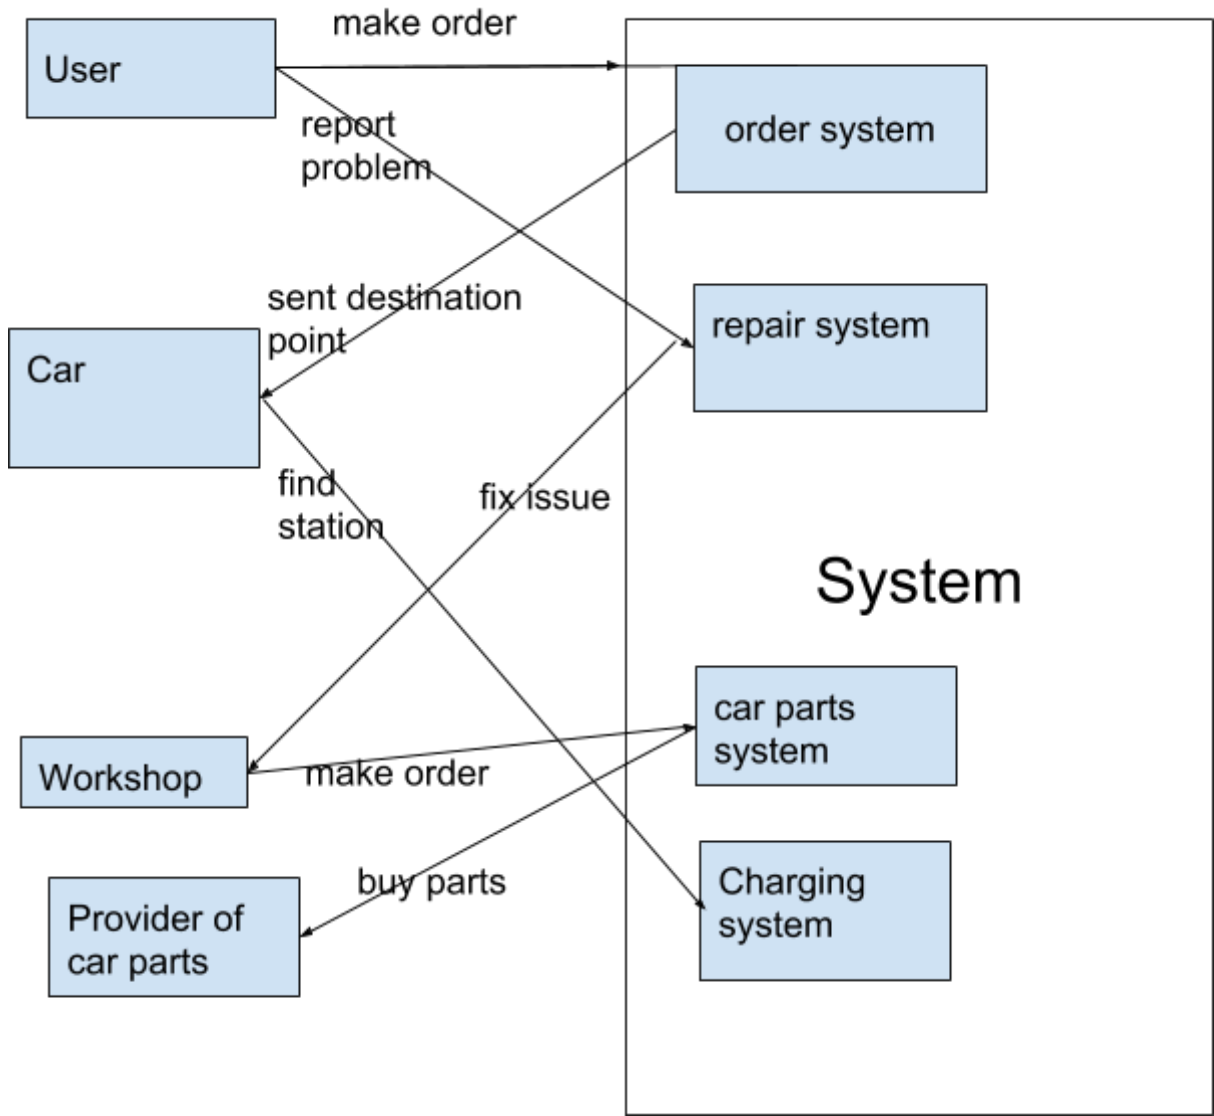 make order
User
order system
report
problem
sent destination
point
repair system
Car
find
station
fix issue
System
car parts
system
Workshop
make order
buy parts
Charging
system
Provider of
car parts